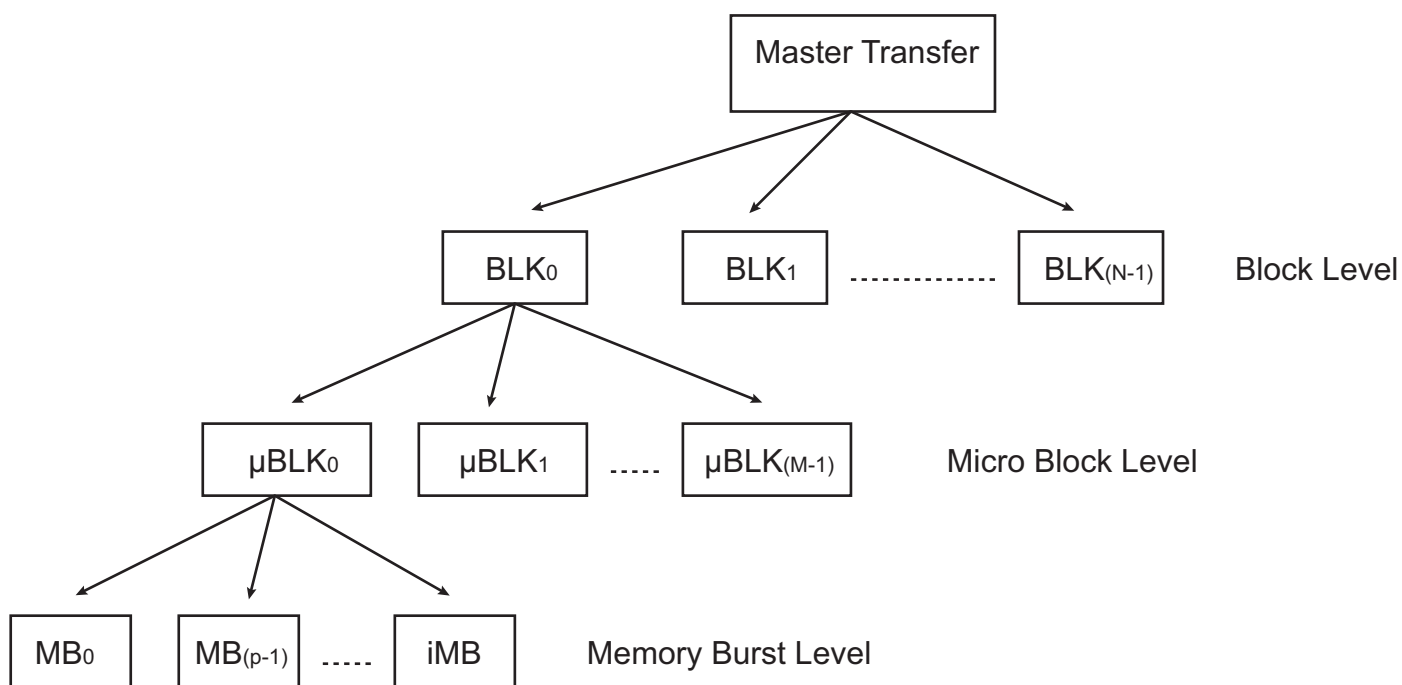 Master Transfer
BLK0 BLK1 BLK(N-1) Block Level
µBLK0 µBLK1 µBLK(M-1) Micro Block Level
MB0 MB(p-1) iMB Memory Burst Level